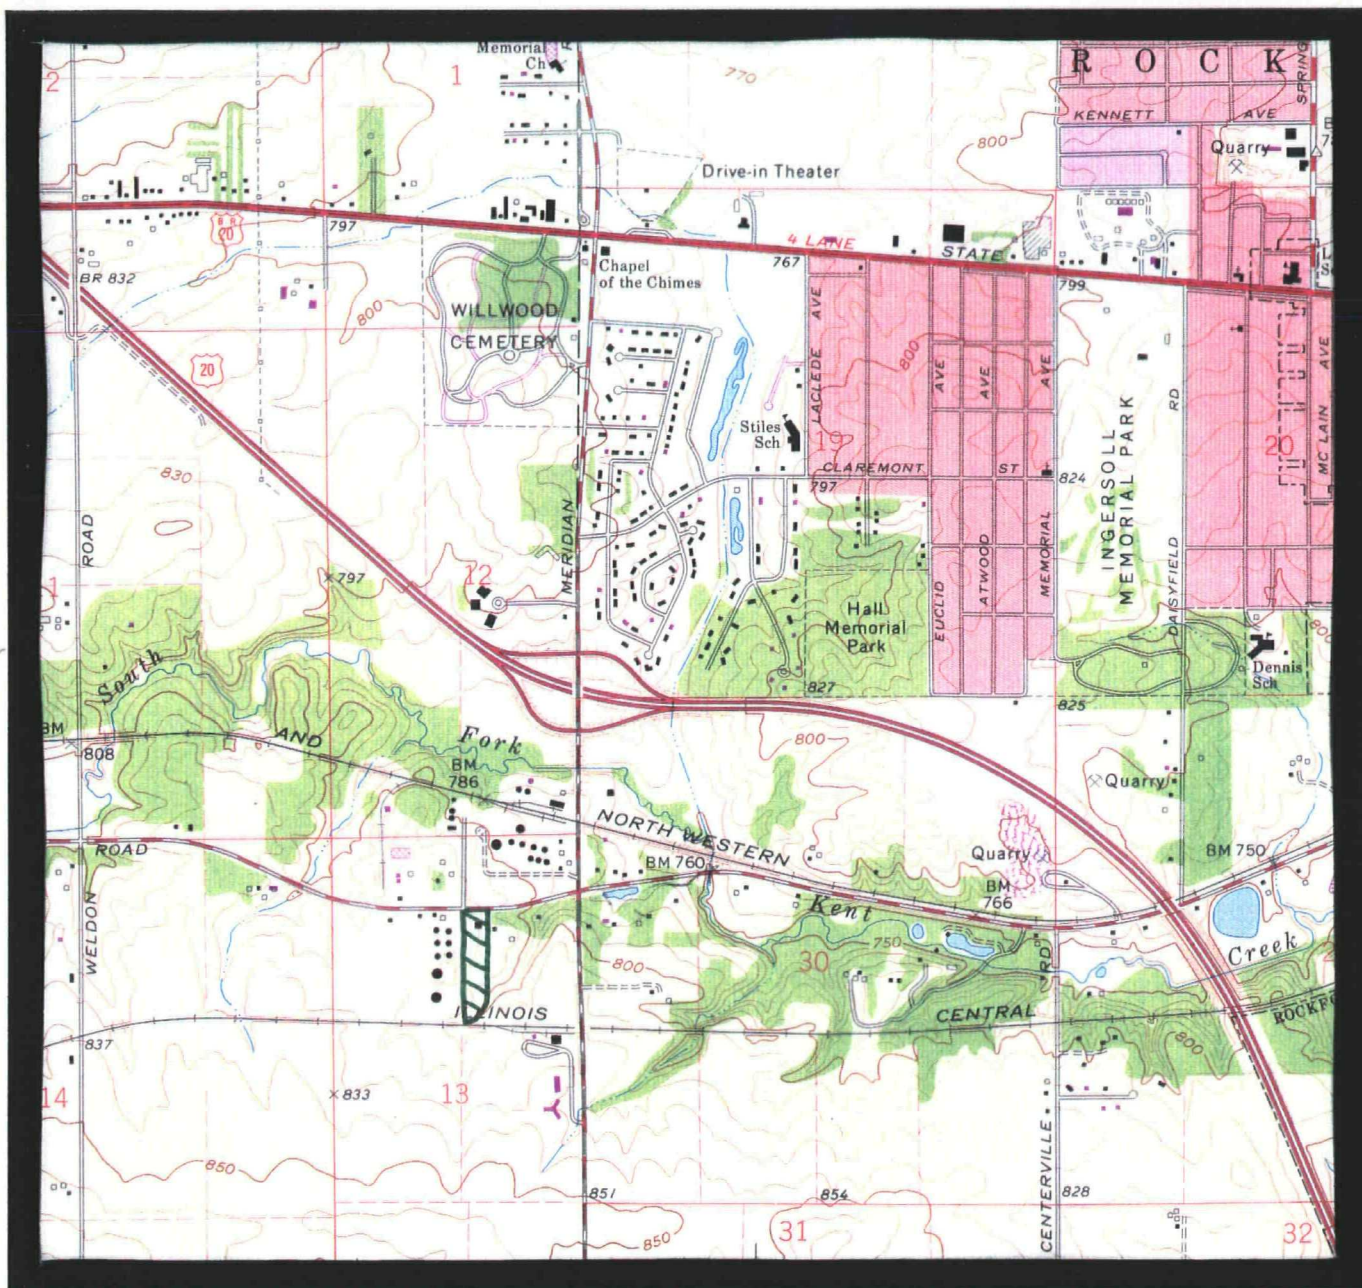 Memorial
Ch
R O C K
SPRING
2
1
770
KENNETT AVE
800
Quarry
Drive-in Theater
BR
20
797
4 LANE
STATE
767
BR 832
Chapel
of the Chimes
799
WILLWOOD
CEMETERY
800
20
LACLEDE AVE
800
AVE
AVE
AVE
RD
MC LAIN AVE
INGERSOLL
MEMORIAL PARK
Stiles
Sch
19
20
830
CLAREMONT ST
797
824
ROAD
MERIDIAN
12
797
1
EUCLID
ATWOOD
MEMORIAL
DAISYFIELD
Hall
Memorial
Park
800
Dennis
Sch
827
825
South
Fork
BM
808
AND
BM
786
800
Quarry
NORTH WESTERN
ROAD
BM 760
Quarry
BM
766
BM 750
WELDON
Kent
750
Creek
800
30
RD
2
ILLINOIS
CENTRAL
ROCKF
837
800
14
833
13
CENTERVILLE
850
851
854
828
850
31
32